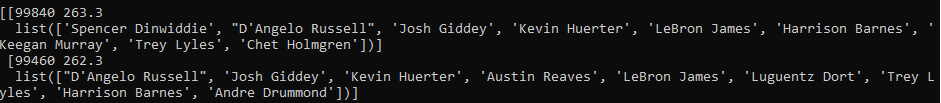 [[99840 263.3
list(['Spencer Dinwiddie', "D'Angelo Russell", 'Josh Giddey', 'Kevin Huerter', 'LeBron James', 'Harrison Barnes', '
Keegan Murray', 'Trey Lyles', 'Chet Holmgren'])]
[99460 262.3
list(["D'Angelo Russell", 'Josh Giddey', 'Kevin Huerter', 'Austin Reaves', 'LeBron James', 'Luguentz Dort', 'Trey L
yles', 'Harrison Barnes', 'Andre Drummond'])]